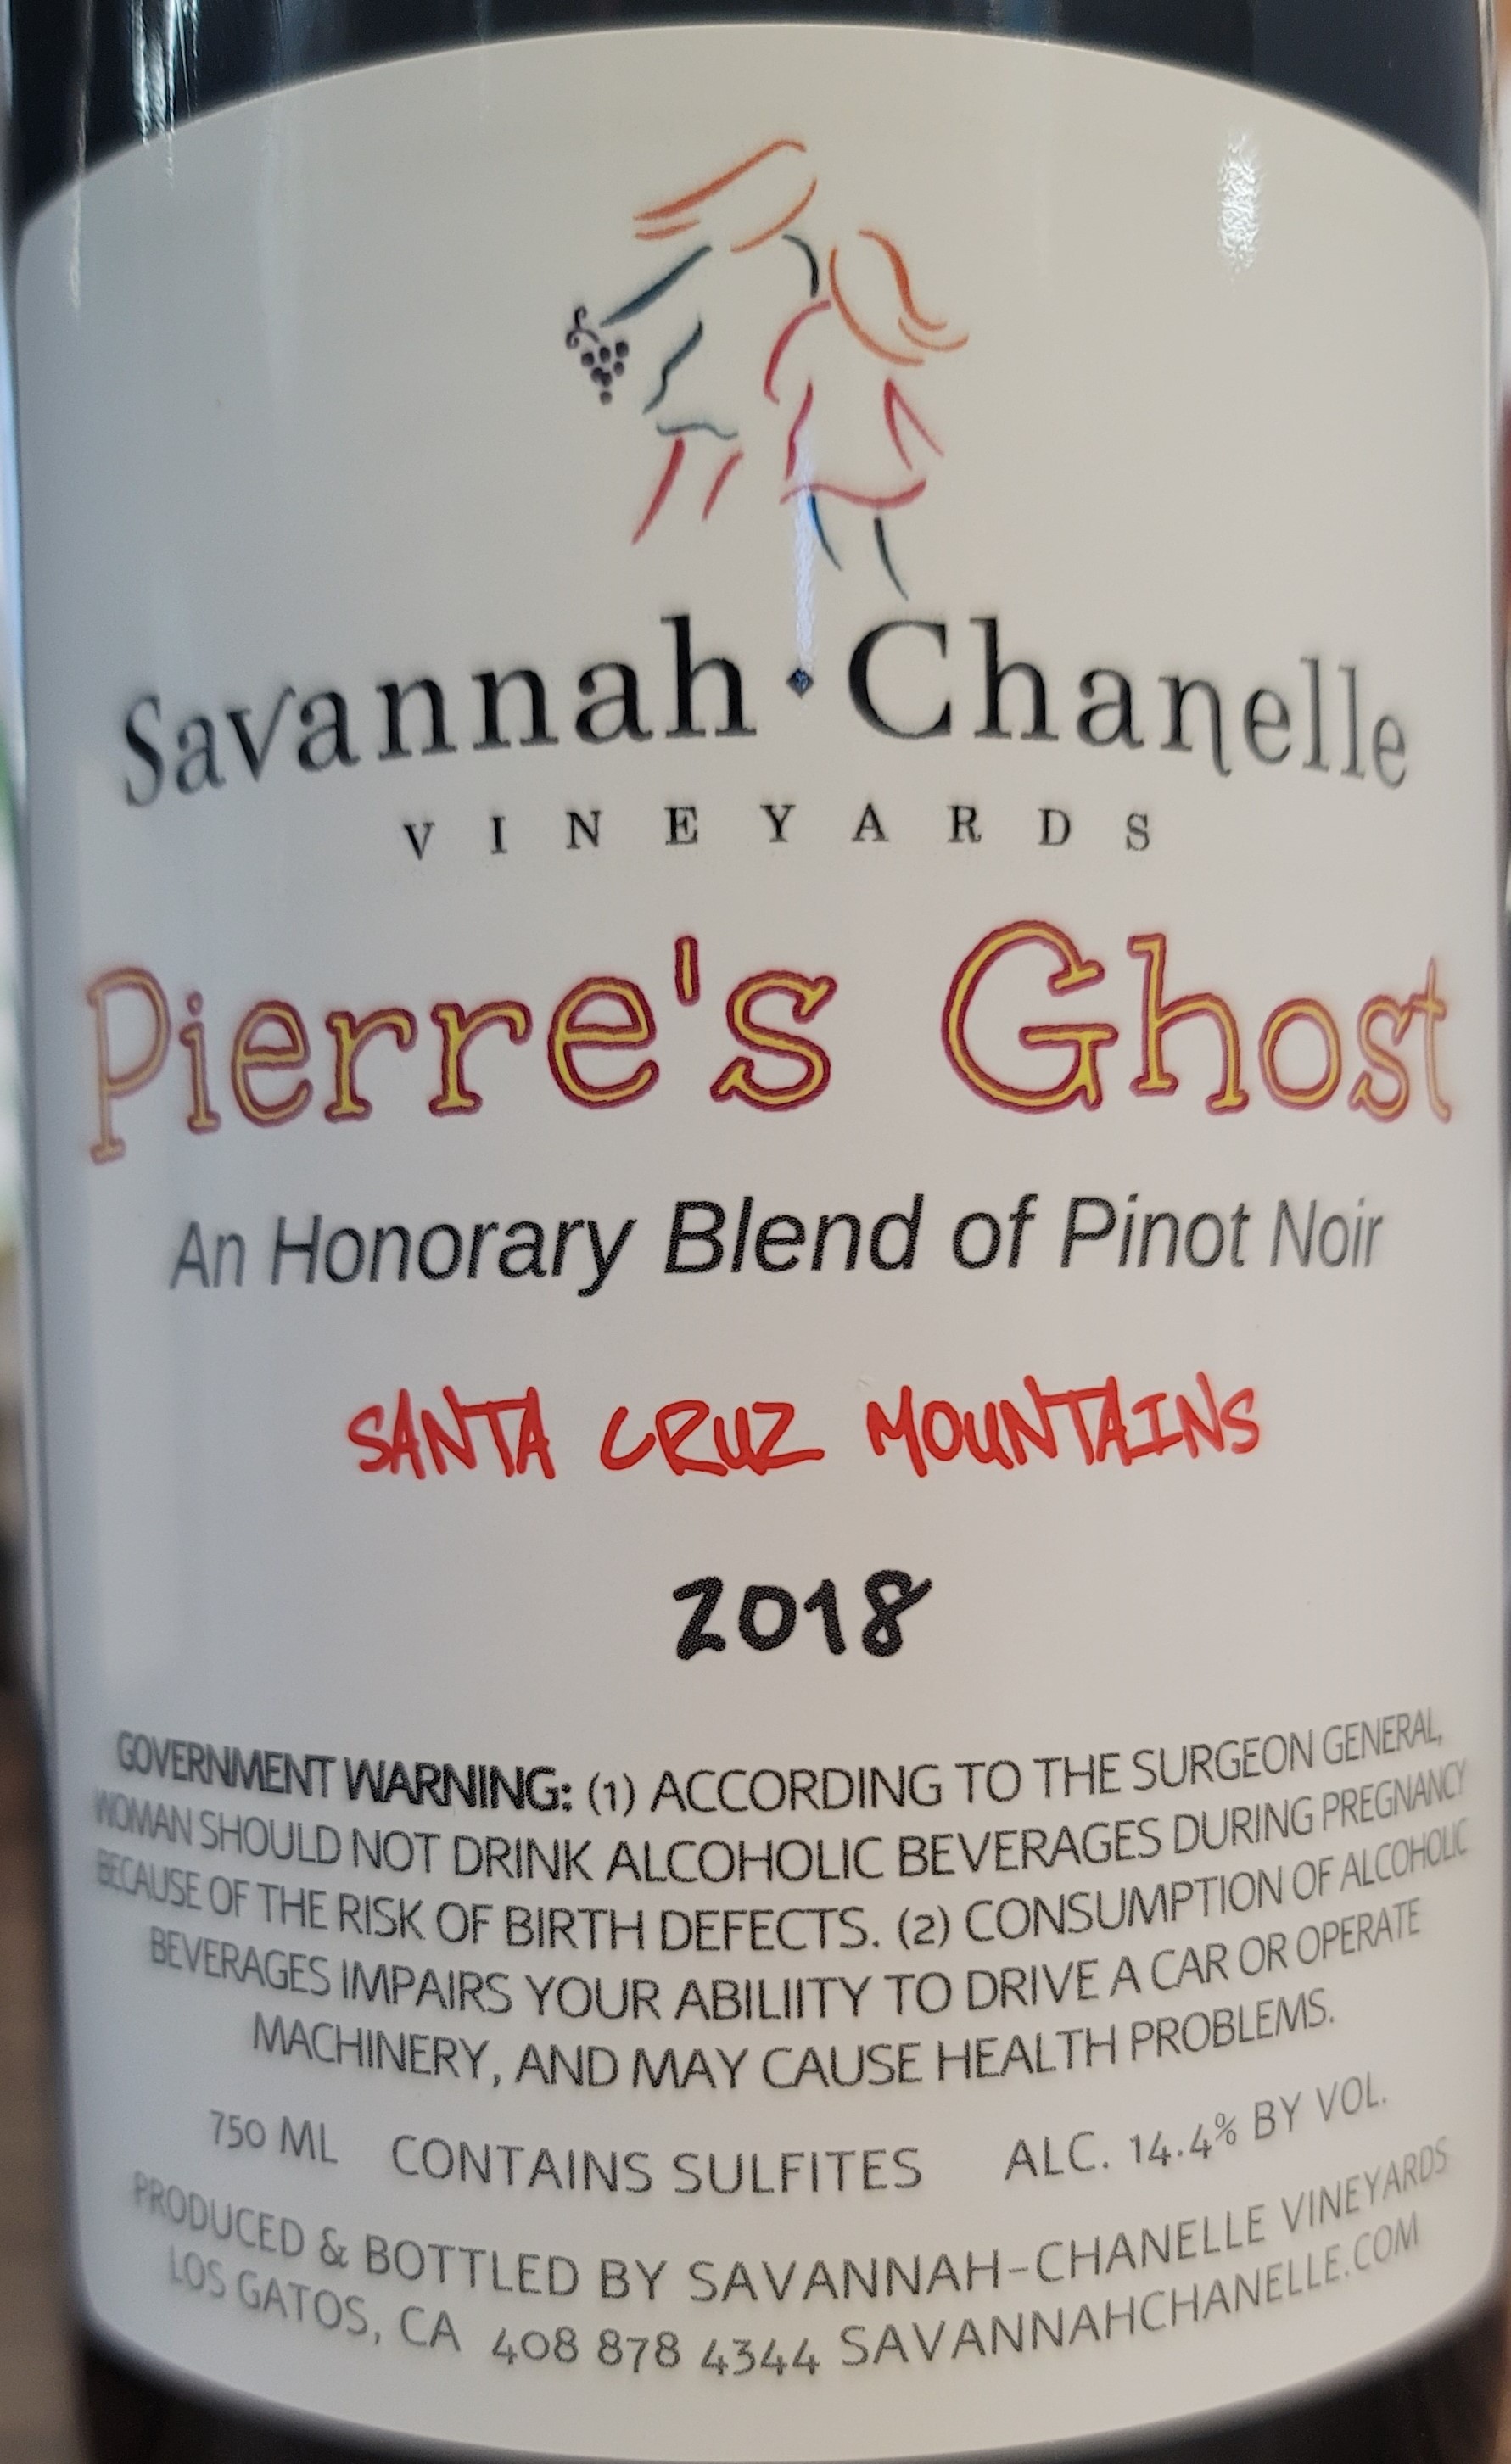 Savannah · Chanelle
VINEYARDS
Pierre's Ghost
An Honorary Blend of Pinot Noir
SANTA CRUZ MOUNTAINS
2018
GOVERNMENT WARNING: (1) ACCORDING TO THE SURGEON GENERAL,
WOMAN SHOULD NOT DRINK ALCOHOLIC BEVERAGES DURING PREGNANCY
BECAUSE OF THE RISK OF BIRTH DEFECTS. (2) CONSUMPTION OF ALCOHOLIC
BEVERAGES IMPAIRS YOUR ABILIITY TO DRIVE A CAR OR OPERATE
MACHINERY, AND MAY CAUSE HEALTH PROBLEMS.
750 ML CONTAINS SULFITES ALC. 14.4% BY VOL.
PRODUCED & BOTTLED BY SAVANNAH-CHANELLE VINEYARDS
LOS GATOS, CA 408 878 4344 SAVANNAHCHANELLE.COM